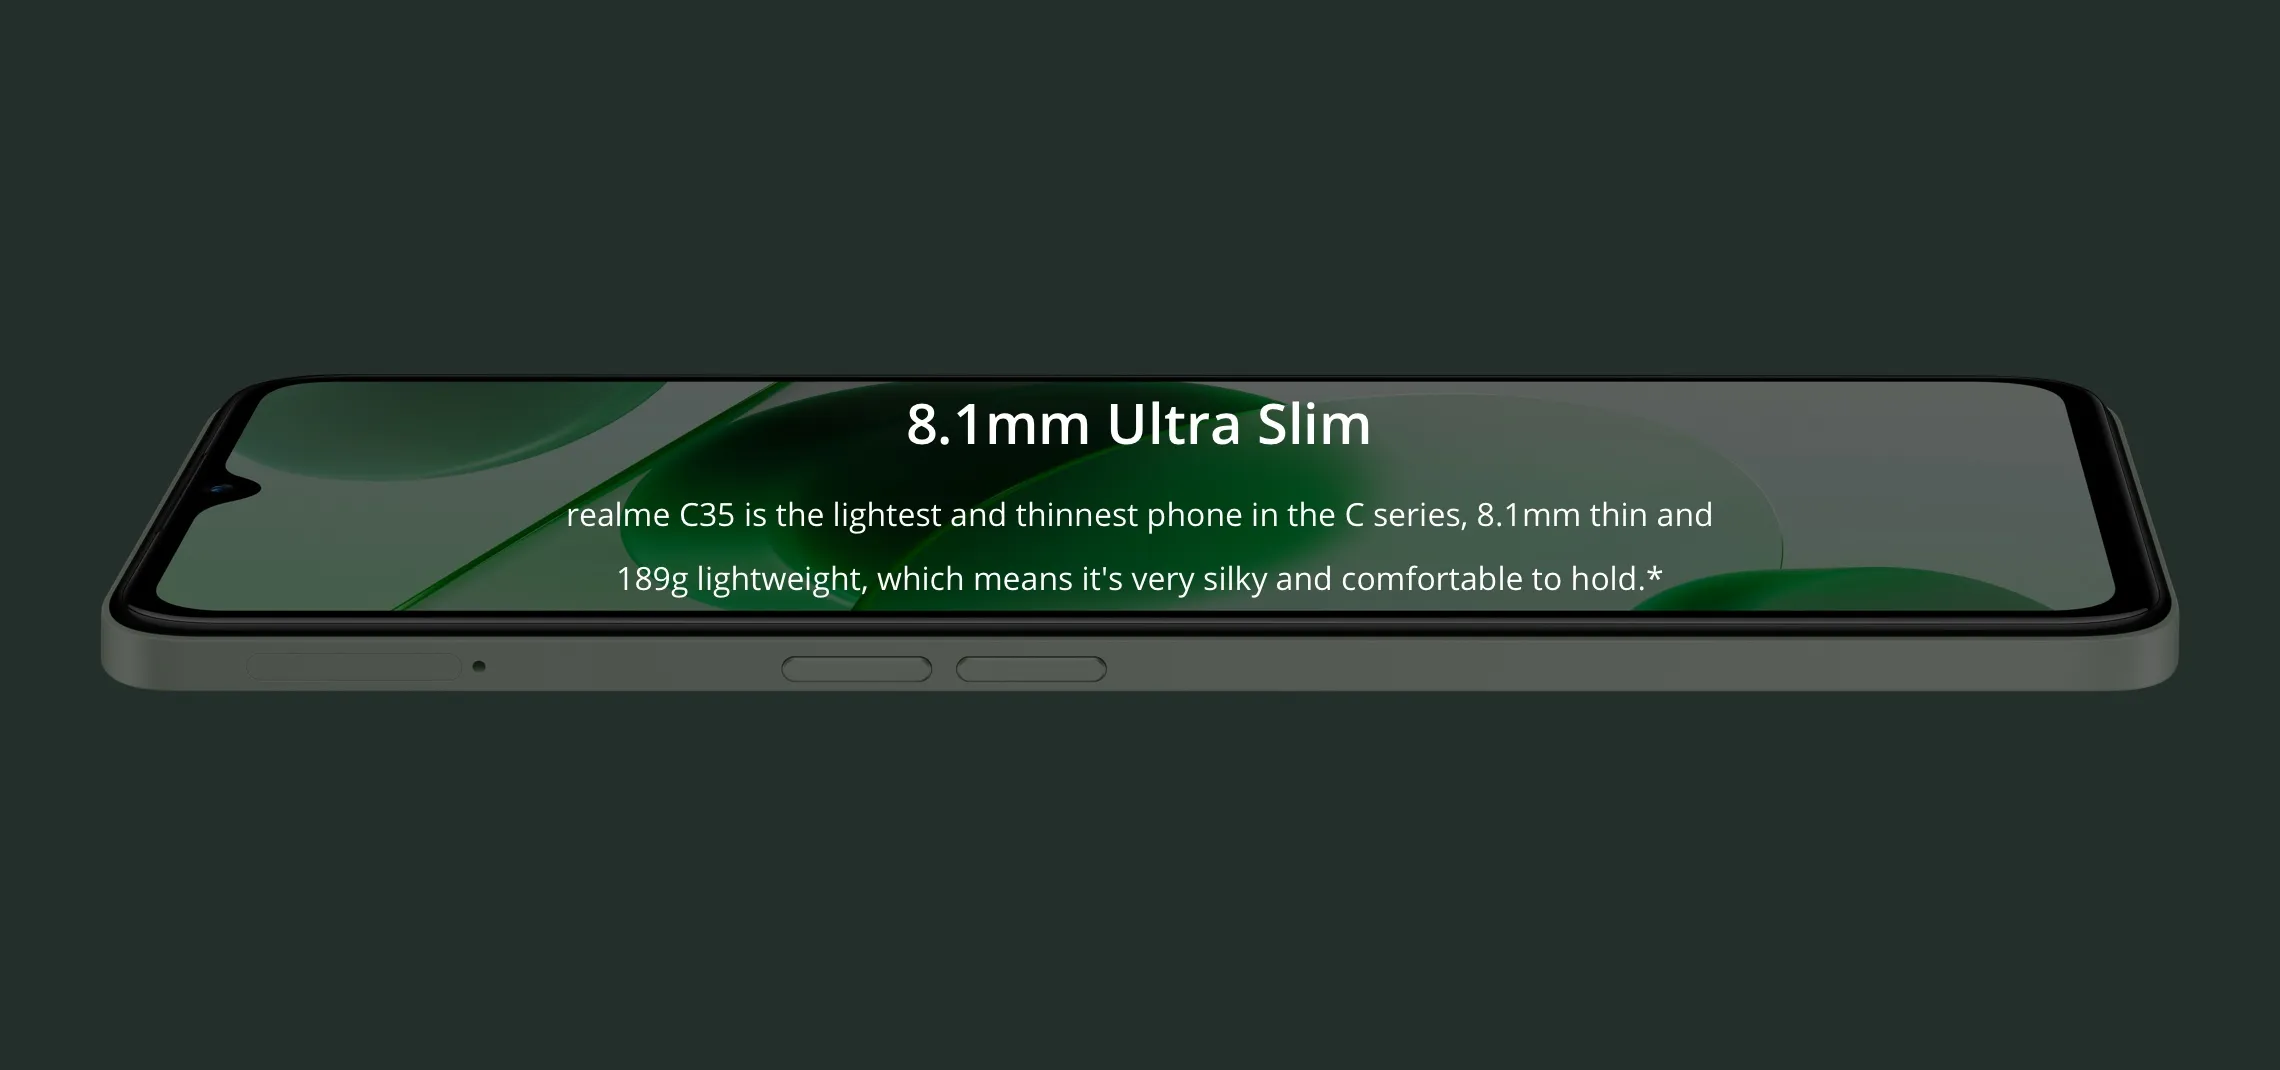 8.1mm Ultra Slim
realme C35 is the lightest and thinnest phone in the C series, 8.1mm thin and
189g lightweight, which means it's very silky and comfortable to hold.*